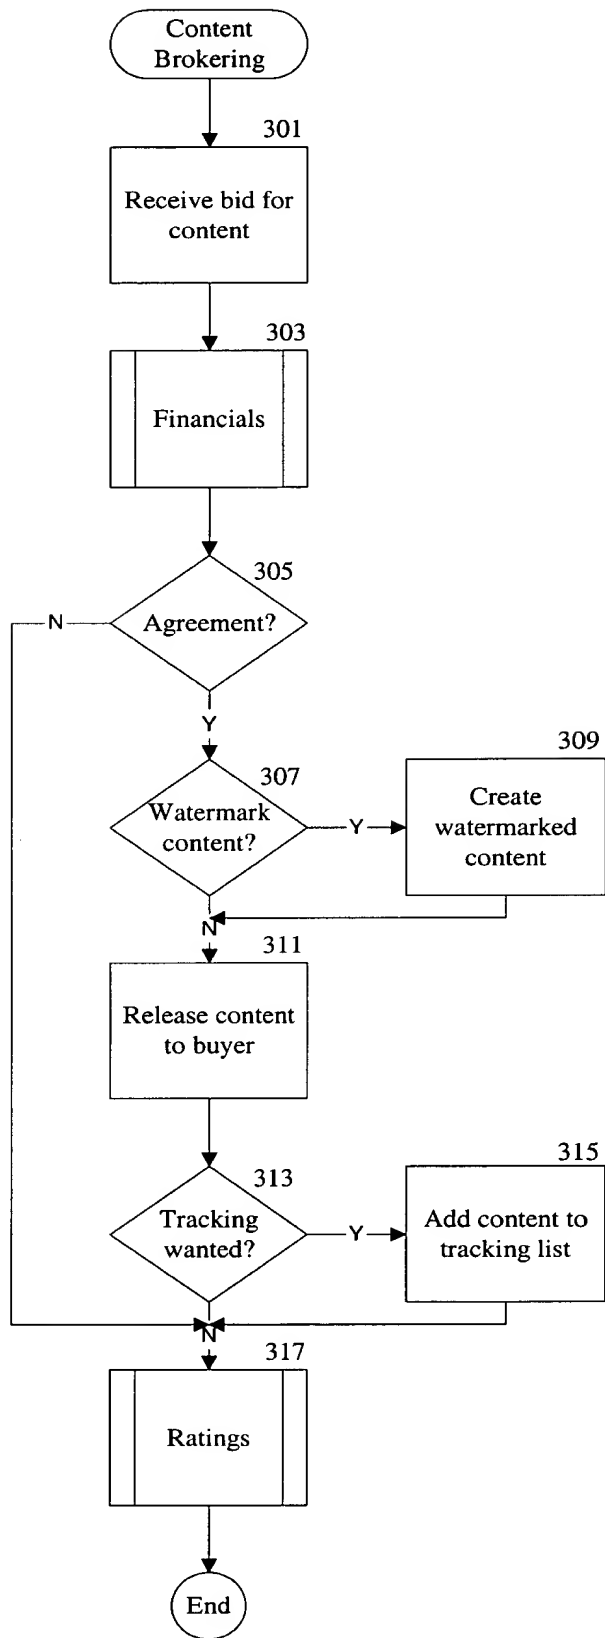 Content
Brokering
301
Receive bid for
content
303
Financials
305
Agreement?
N
Y
307
Watermark
content?
Y
309
Create
watermarked
content
N
311
Release content
to buyer
313
Tracking
wanted?
Y
315
Add content to
tracking list
N
317
Ratings
End